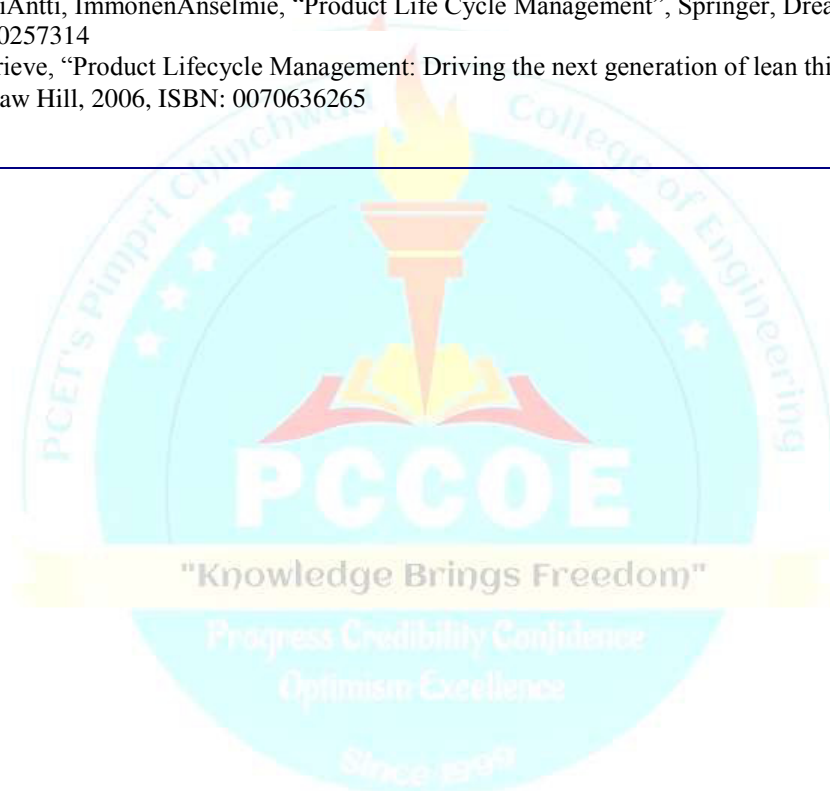 iAntti, ImmonenAnselmie, “Product Life Cycle Management”, Springer, Drea
0257314
rieve, “Product Lifecycle Management: Driving the next generation of lean thi
aw Hill, 2006, ISBN: 0070636265
PCET's Pimpri Chinchwad College of Engineering
PCCOE
"Knowledge Brings Freedom"
Progress Credibility Confidence
Optimism Excellence
Since 1999